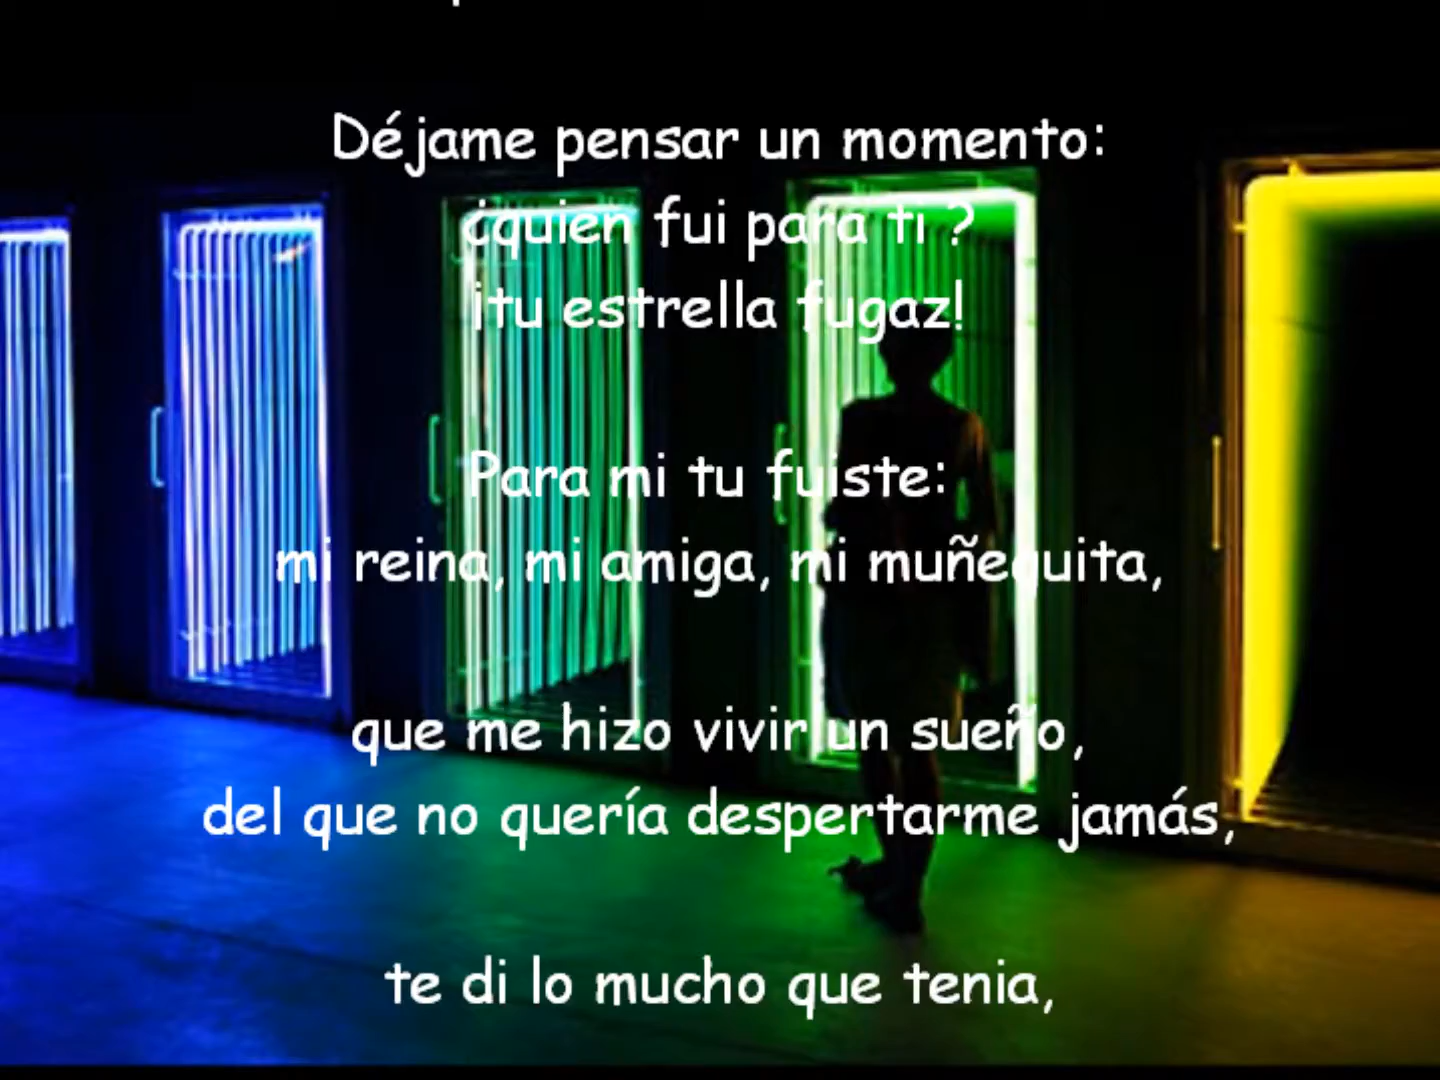 Déjame pensar un momento:
¿quien fui para ti ?
¡tu estrella fugaz!
Para mi tu fuiste:
mi reina, mi amiga, mi muñequita,
que me hizo vivir un sueño,
del que no quería despertarme jamás,
te di lo mucho que tenia,